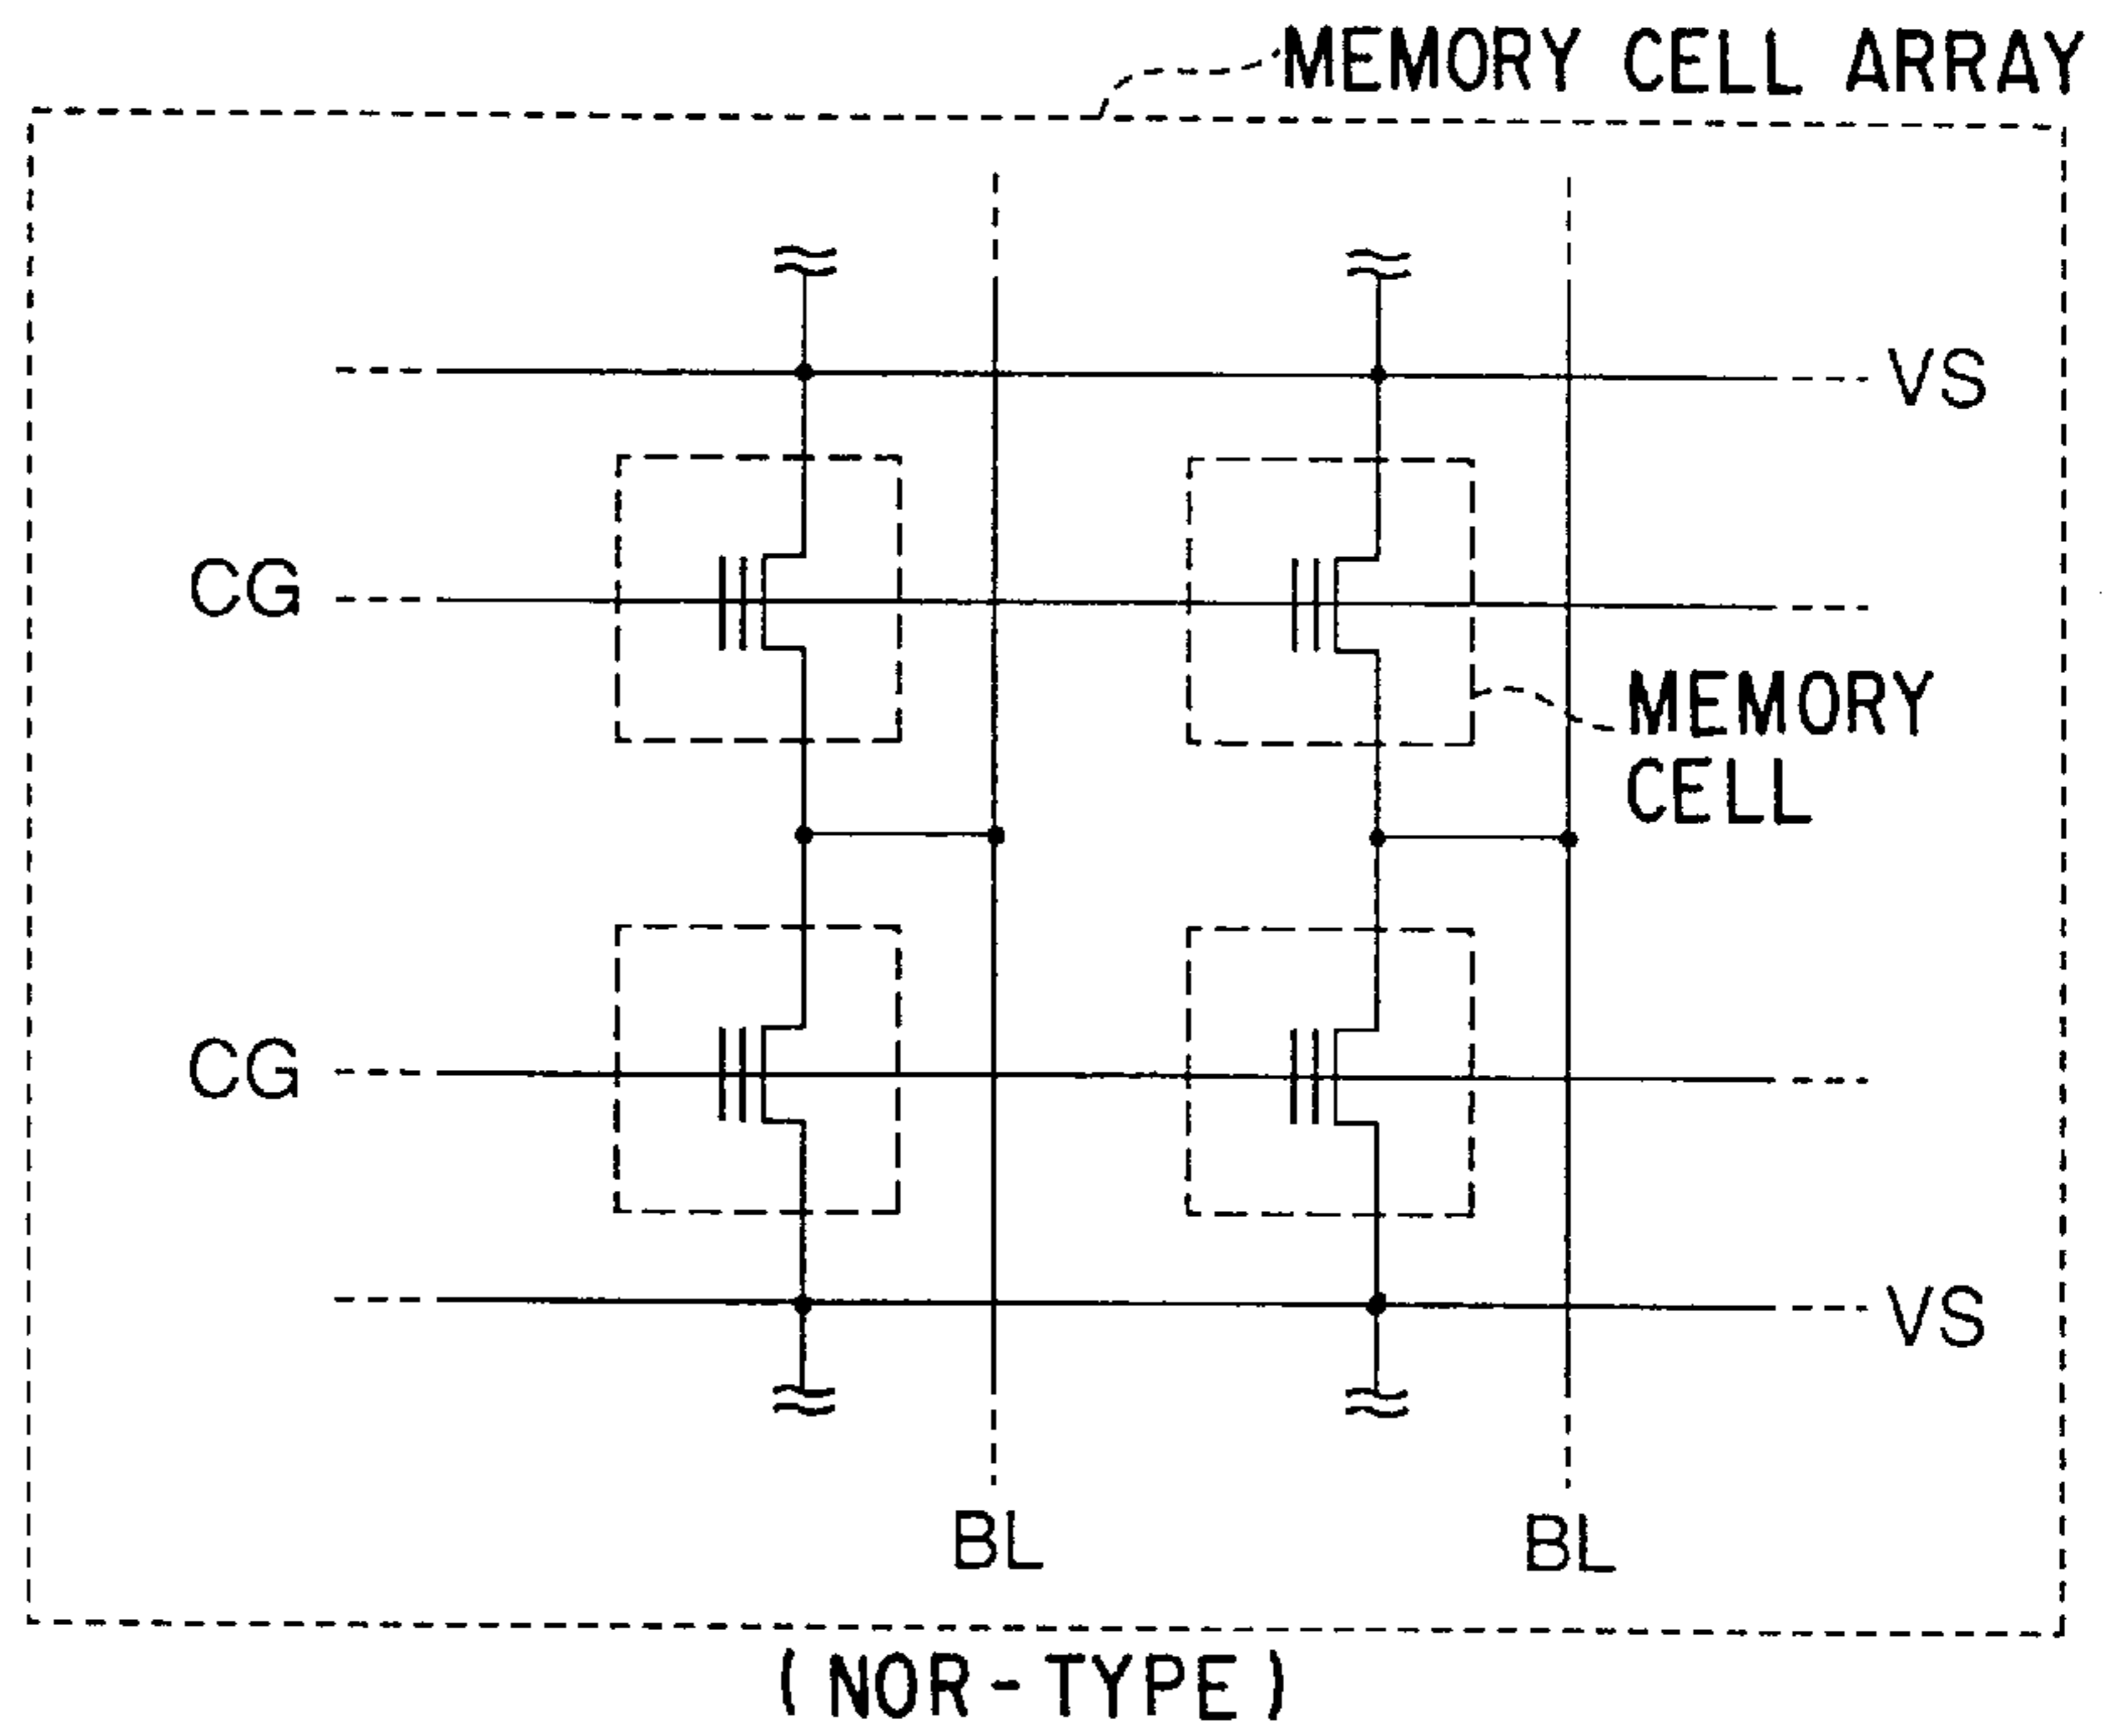 MEMORY CELL ARRAY
VS
CG
MEMORY
CELL
CG
VS
BL
BL
(NOR-TYPE)